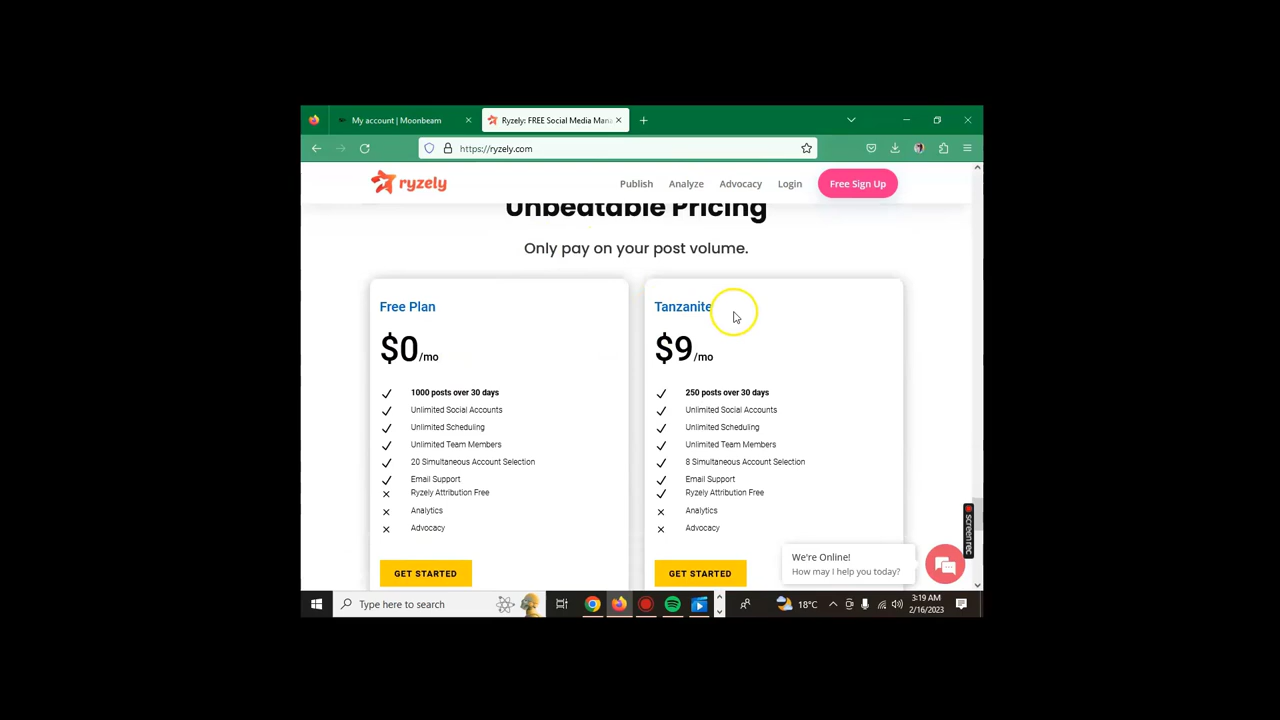 My account | Moonbeam
Ryzely: FREE Social Media Mana
https://ryzely.com
ryzely
Publish
Analyze
Advocacy
Login
Free Sign Up
Unbeatable Pricing
Only pay on your post volume.
Free Plan
$0/mo
1000 posts over 30 days
Unlimited Social Accounts
Unlimited Scheduling
Unlimited Team Members
20 Simultaneous Account Selection
Email Support
Ryzely Attribution Free
Analytics
Advocacy
GET STARTED
Tanzanite
$9/mo
250 posts over 30 days
Unlimited Social Accounts
Unlimited Scheduling
Unlimited Team Members
8 Simultaneous Account Selection
Email Support
Ryzely Attribution Free
Analytics
Advocacy
GET STARTED
We're Online!
How may I help you today?
screen rec
Type here to search
18°C
3:19 AM
2/16/2023